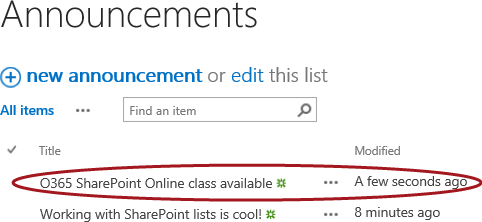 Announcements
new announcement or edit this list
All items ••• Find an item
Title Modified
O365 SharePoint Online class available ••• A few seconds ago
Working with SharePoint lists is cool! ••• 8 minutes ago